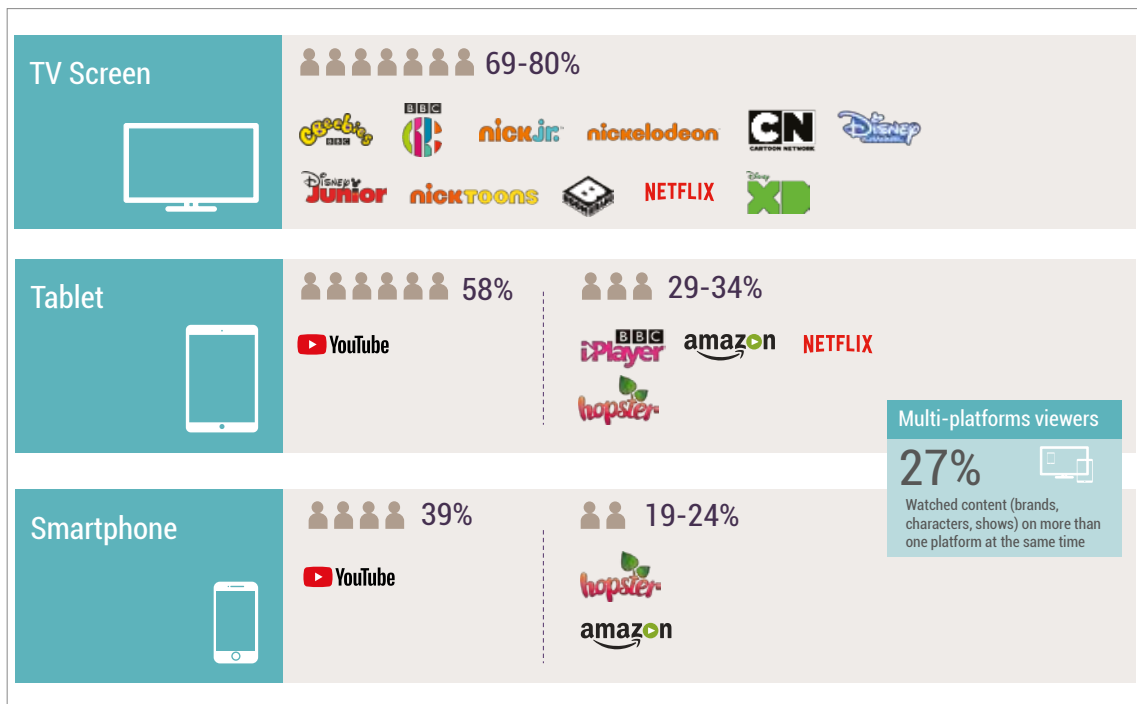 TV Screen
69-80%
CBeebies
BBC
BBC
CBBC
nick jr.
nickelodeon
CN
CARTOON NETWORK
Disney
CHANNEL
Disney
Junior
nicktoons
NETFLIX
Disney
XD
Tablet
58%
29-34%
YouTube
BBC
iPlayer
amazon
NETFLIX
hopster
Multi-platforms viewers
27%
Watched content (brands,
characters, shows) on more than
one platform at the same time
Smartphone
39%
19-24%
YouTube
hopster
amazon